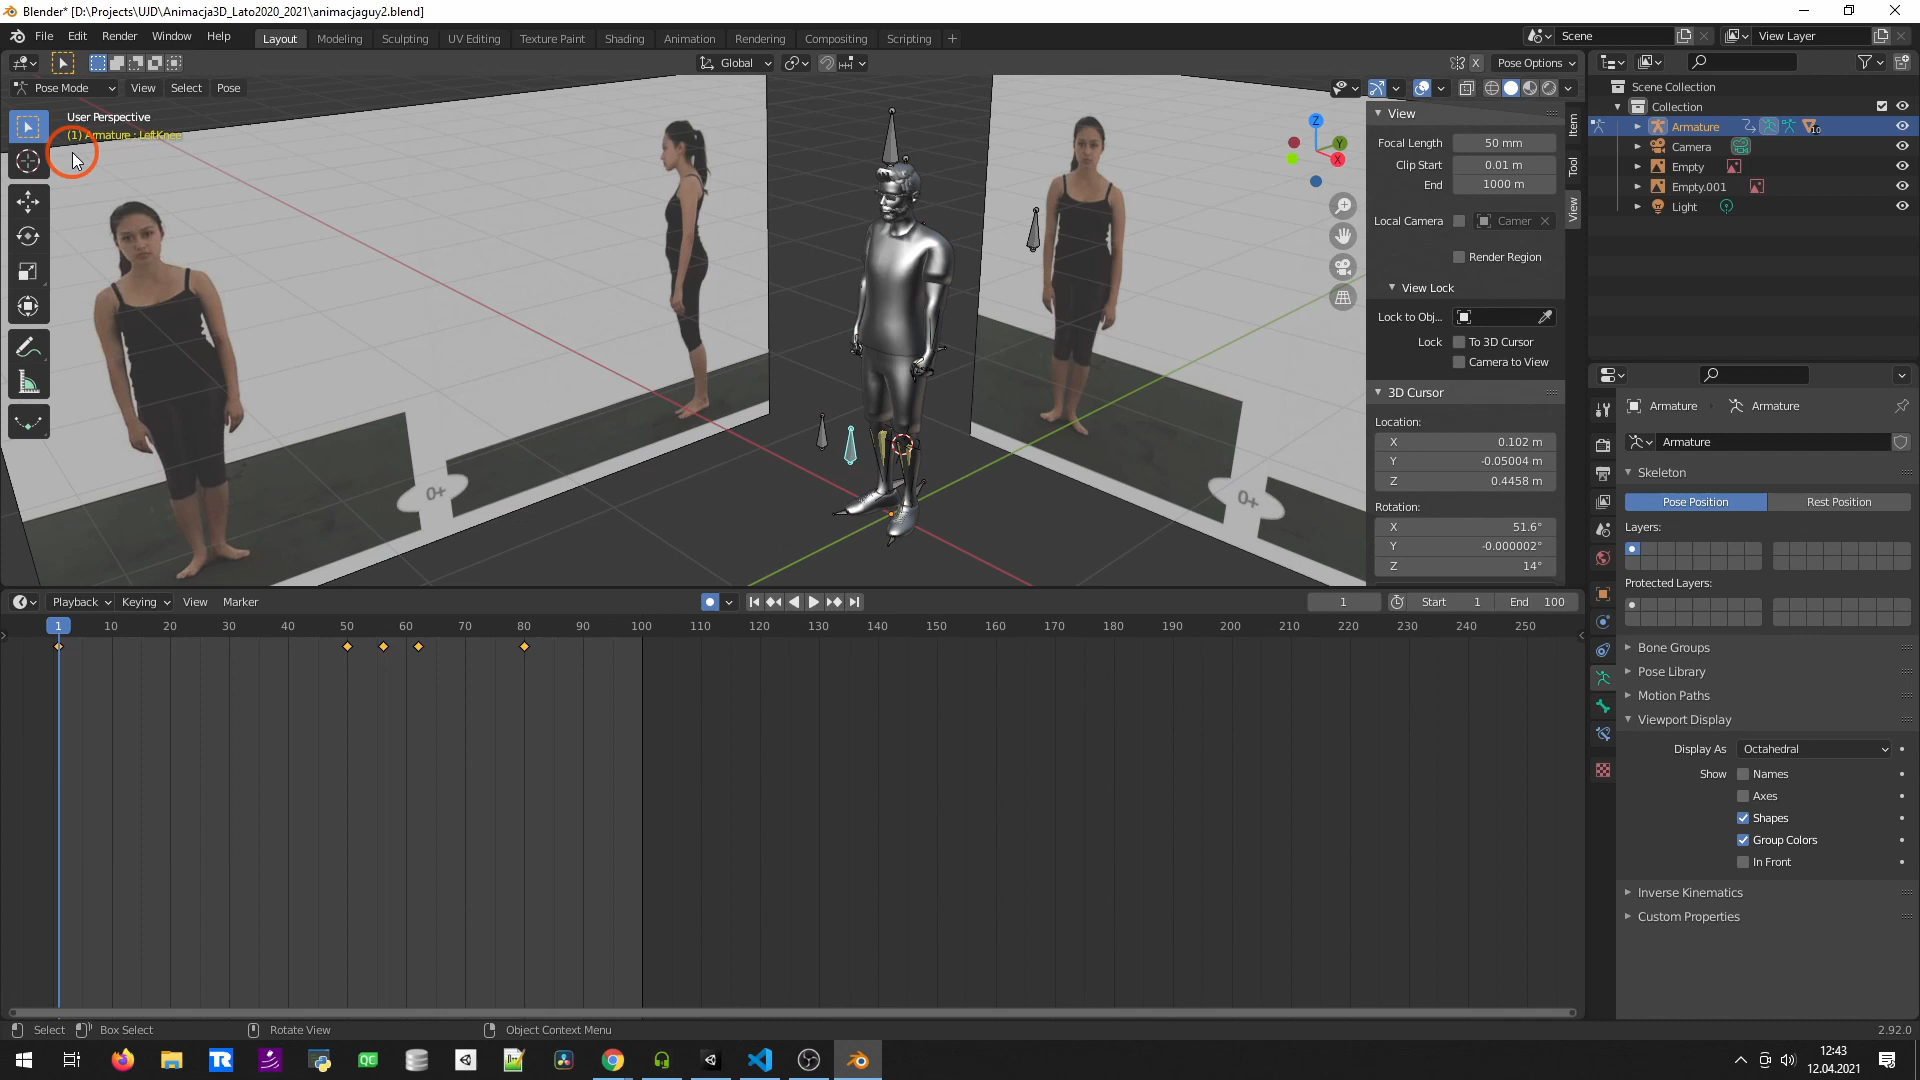 Blender* [D:\Projects\UJD\Animacja3D_Lato2020_2021\animacjaguy2.blend]
File Edit Render Window Help
Layout Modeling Sculpting UV Editing Texture Paint Shading Animation Rendering Compositing Scripting
Scene
View Layer
Global
X
Pose Options
Pose Mode View Select Pose
User Perspective
(1) Armature : LeftKnee
Z
Y
X
0+
0+
View
Focal Length 50 mm
Clip Start 0.01 m
End 1000 m
Local Camera Camer
Render Region
View Lock
Lock to Obj...
Lock To 3D Cursor
Camera to View
3D Cursor
Location:
X 0.102 m
Y -0.05004 m
Z 0.4458 m
Rotation:
X 51.6°
Y -0.000002°
Z 14°
Item
Tool
View
Scene Collection
Collection
Armature 10
Camera
Empty
Empty.001
Light
Armature Armature
Armature
Skeleton
Pose Position Rest Position
Layers:
Protected Layers:
Bone Groups
Pose Library
Motion Paths
Viewport Display
Display As Octahedral
Show Names
Axes
Shapes
Group Colors
In Front
Inverse Kinematics
Custom Properties
Playback Keying View Marker
1 Start 1 End 100
1 10 20 30 40 50 60 70 80 90 100 110 120 130 140 150 160 170 180 190 200 210 220 230 240 250
Select Box Select Rotate View Object Context Menu
2.92.0
TR
QC
12:43
12.04.2021